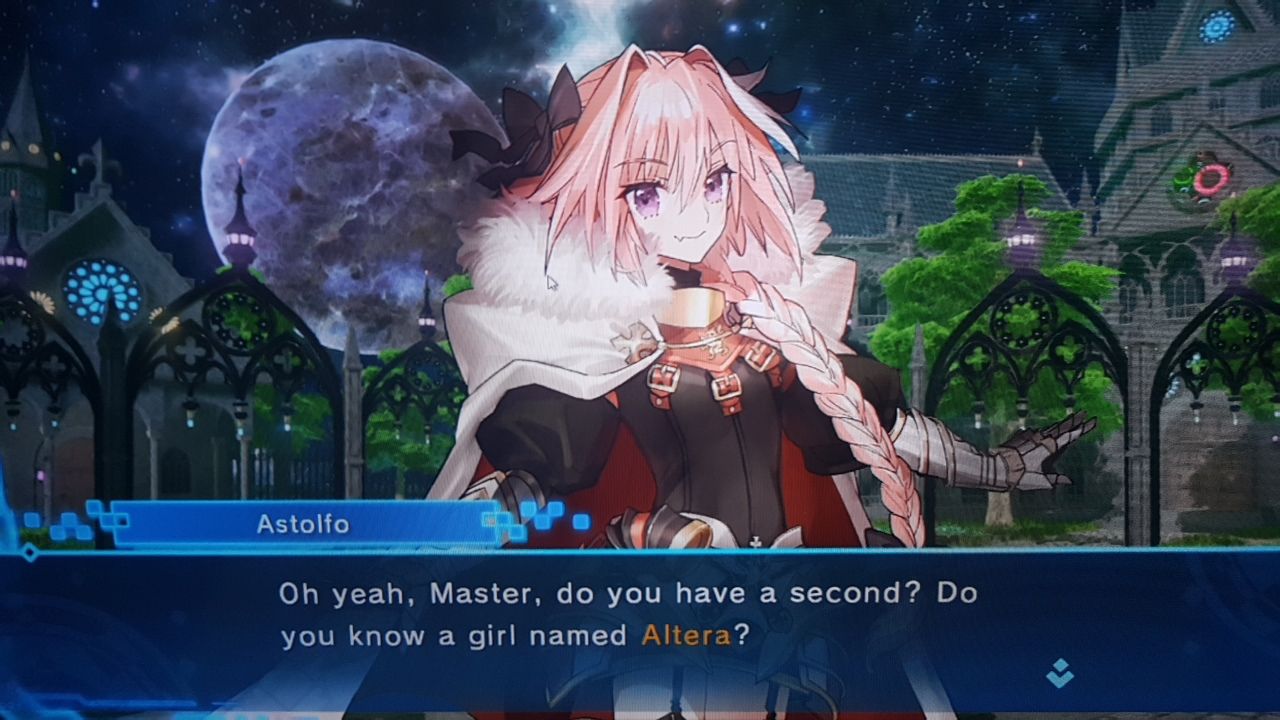 Astolfo
Oh yeah, Master, do you have a second? Do
you know a girl named Altera?